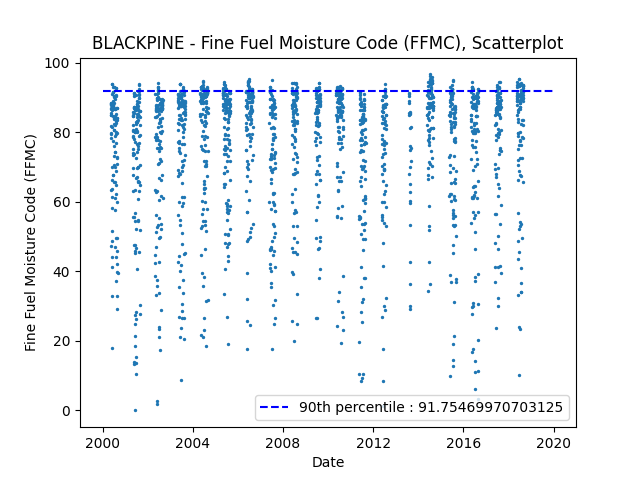 BLACKPINE - Fine Fuel Moisture Code (FFMC), Scatterplot
Fine Fuel Moisture Code (FFMC)
100
80
60
40
20
0
90th percentile : 91.75469970703125
2000 2004 2008 2012 2016 2020
Date